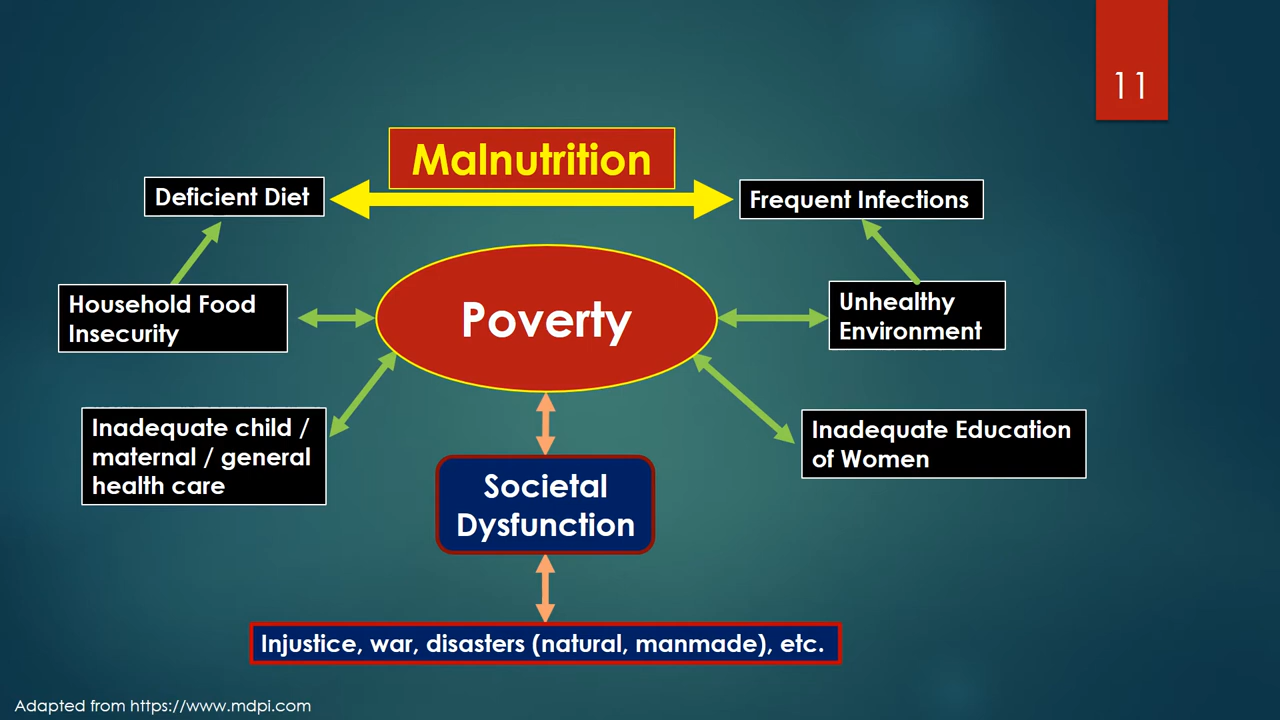 11
Malnutrition
Deficient Diet
Frequent Infections
Household Food
Insecurity
Poverty
Unhealthy
Environment
Inadequate child /
maternal / general
health care
Inadequate Education
of Women
Societal
Dysfunction
Injustice, war, disasters (natural, manmade), etc.
Adapted from https://www.mdpi.com